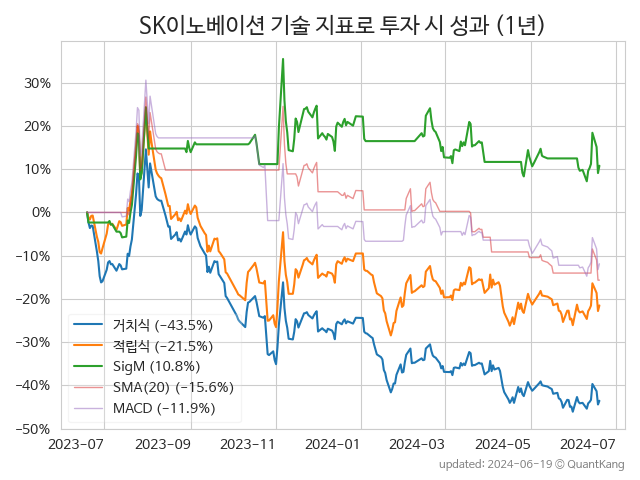 SK이노베이션 기술 지표로 투자 시 성과 (1년)
30%
20%
10%
0%
−10%
−20%
−30%
−40%
−50%
거치식 (−43.5%)
적립식 (−21.5%)
SigM (10.8%)
SMA(20) (−15.6%)
MACD (−11.9%)
2023-07 2023-09 2023-11 2024-01 2024-03 2024-05 2024-07
updated: 2024-06-19 © QuantKang